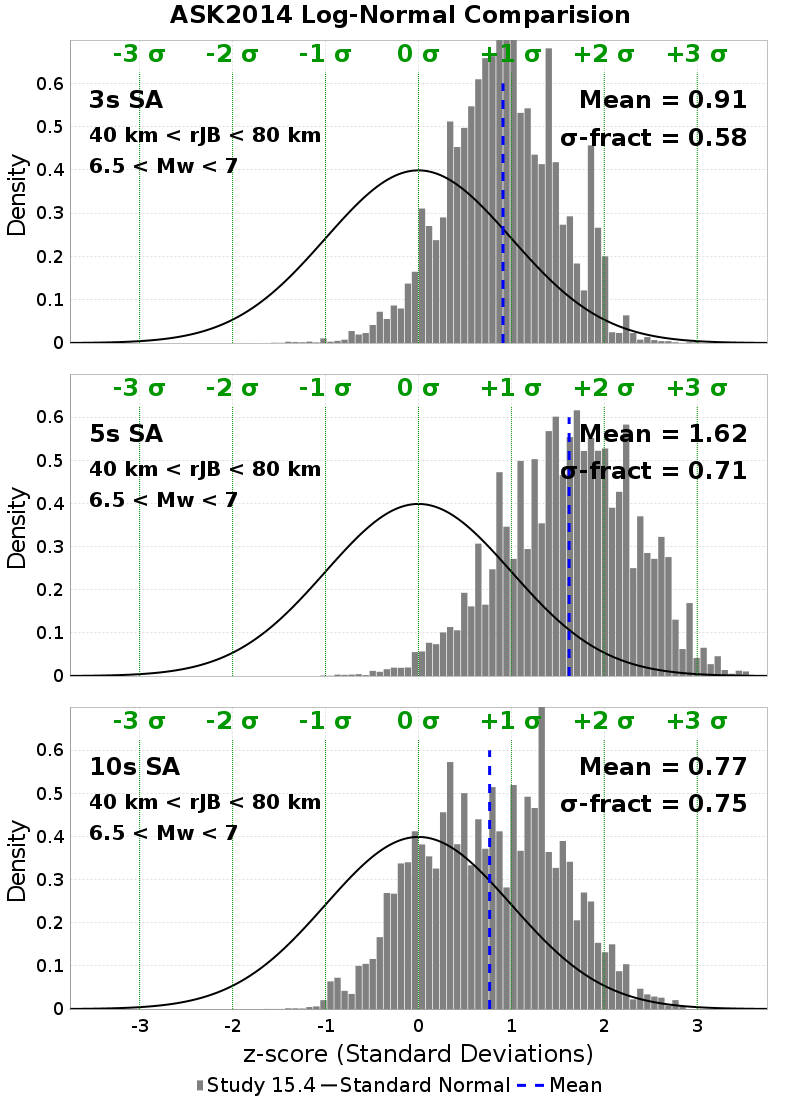 ASK2014 Log-Normal Comparision
-3 σ -2 σ -1 σ 0 σ +1 σ +2 σ +3 σ
3s SA
40 km < rJB < 80 km
6.5 < Mw < 7
Mean = 0.91
σ-fract = 0.58
Density
0.6
0.5
0.4
0.3
0.2
0.1
0
-3 σ -2 σ -1 σ 0 σ +1 σ +2 σ +3 σ
5s SA
40 km < rJB < 80 km
6.5 < Mw < 7
Mean = 1.62
σ-fract = 0.71
Density
0.6
0.5
0.4
0.3
0.2
0.1
0
-3 σ -2 σ -1 σ 0 σ +1 σ +2 σ +3 σ
10s SA
40 km < rJB < 80 km
6.5 < Mw < 7
Mean = 0.77
σ-fract = 0.75
Density
0.6
0.5
0.4
0.3
0.2
0.1
0
-3 -2 -1 0 1 2 3
z-score (Standard Deviations)
Study 15.4 Standard Normal Mean